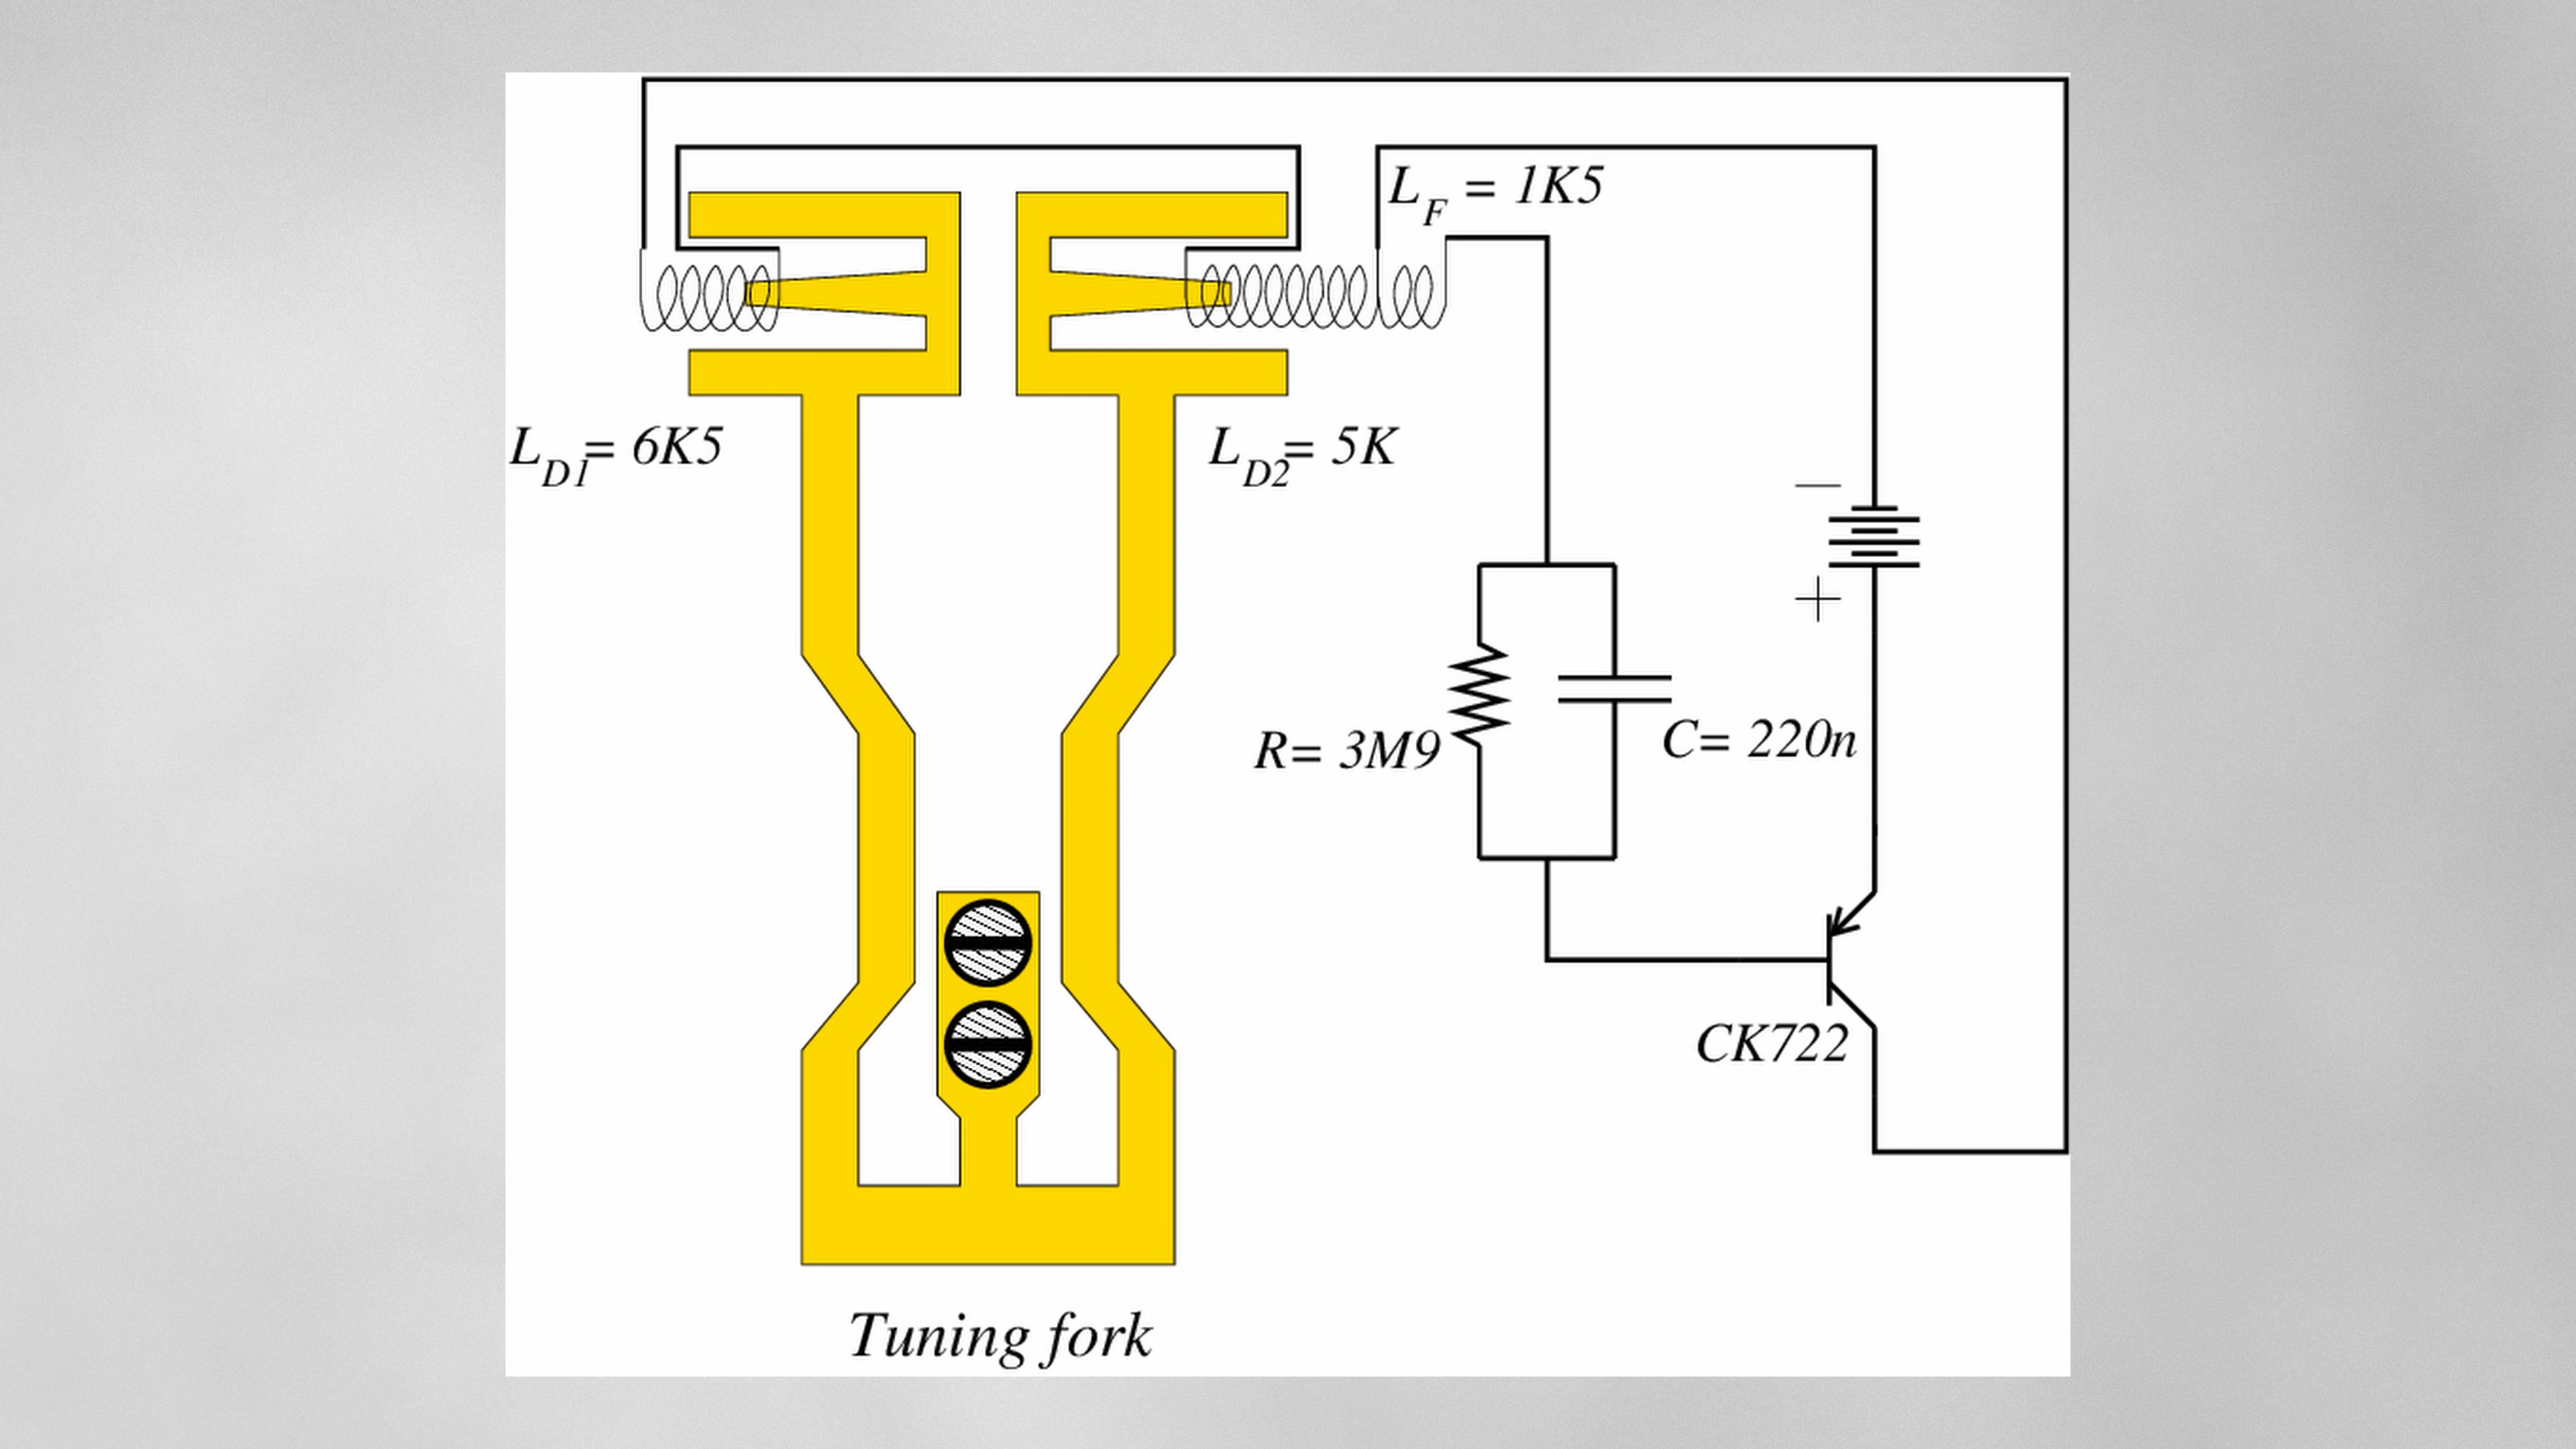 L_F = 1K5
L_D1= 6K5
L_D2= 5K
−
+
R= 3M9
C= 220n
CK722
Tuning fork